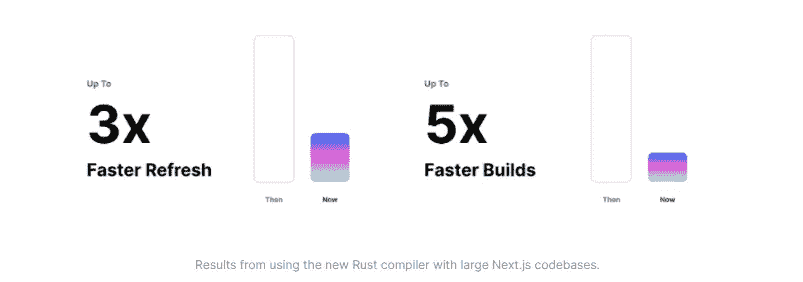 Up To
3x
Faster Refresh
Then
Now
Up To
5x
Faster Builds
Then
Now
Results from using the new Rust compiler with large Next.js codebases.